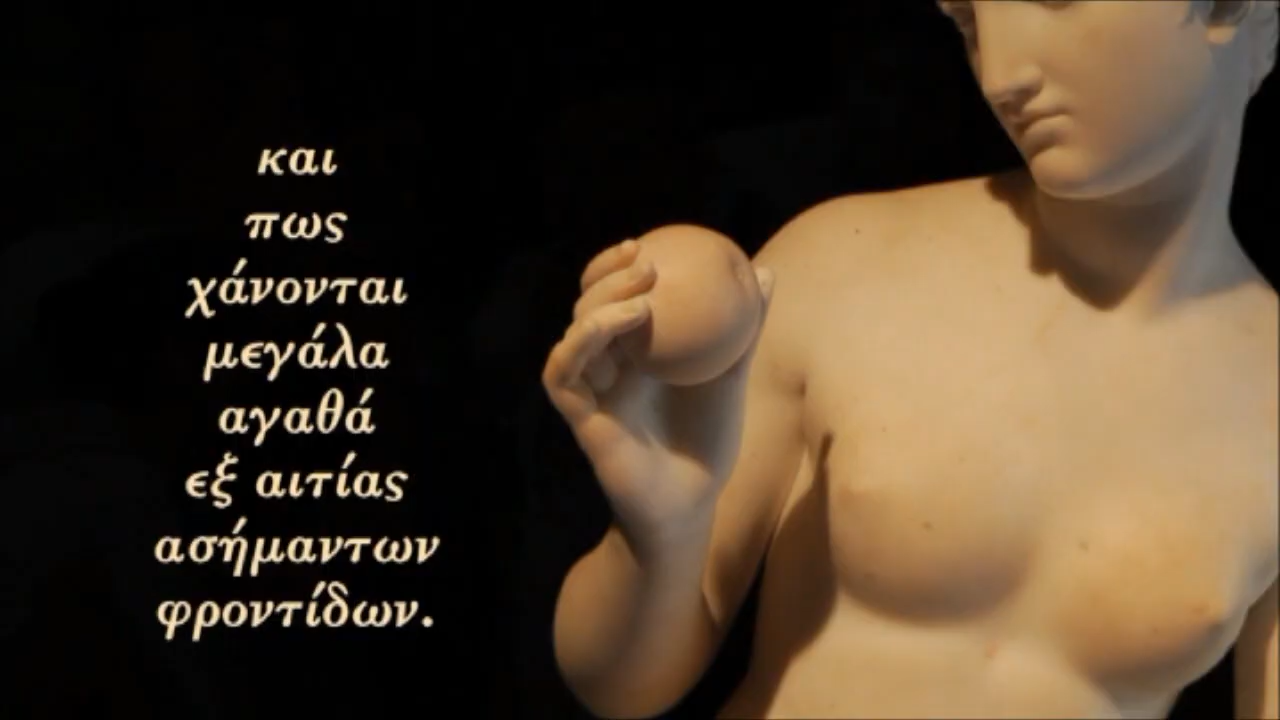 και
πως
χάνονται
μεγάλα
αγαθά
εξ αιτίας
ασήμαντων
φροντίδων.